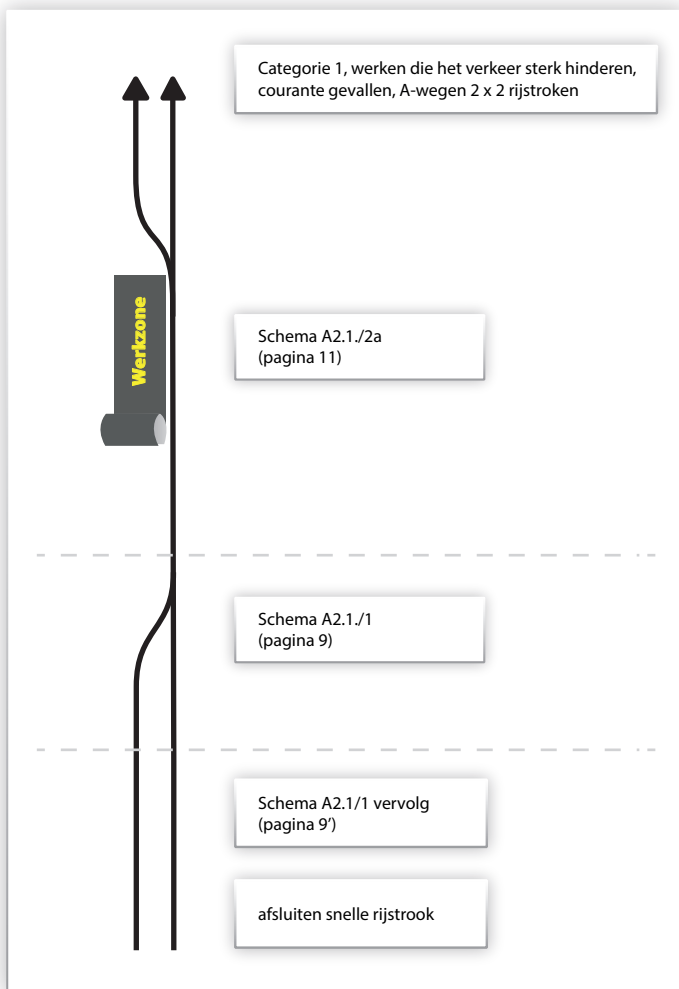 Categorie 1, werken die het verkeer sterk hinderen,
courante gevallen, A-wegen 2 x 2 rijstroken
Werkzone
Schema A2.1./2a
(pagina 11)
Schema A2.1./1
(pagina 9)
Schema A2.1/1 vervolg
(pagina 9’)
afsluiten snelle rijstrook